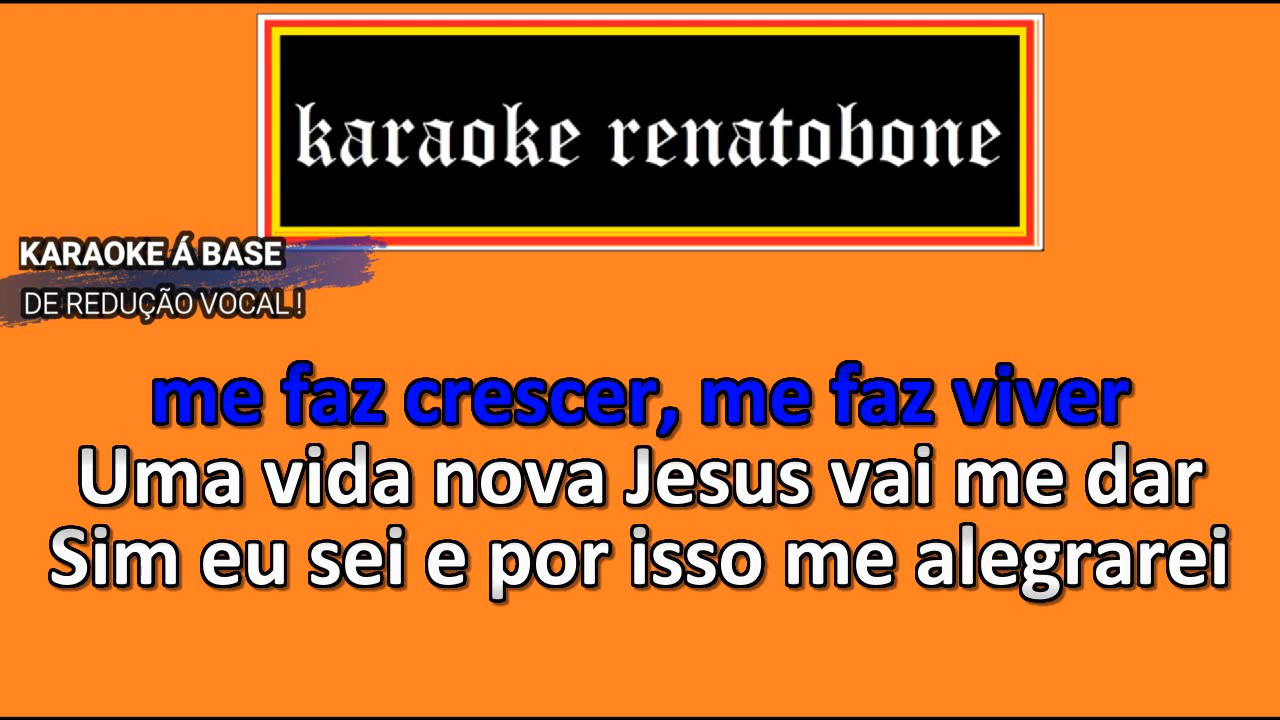 karaoke renatobone
KARAOKE Á BASE
DE REDUÇÃO VOCAL !
me faz crescer, me faz viver
Uma vida nova Jesus vai me dar
Sim eu sei e por isso me alegrarei